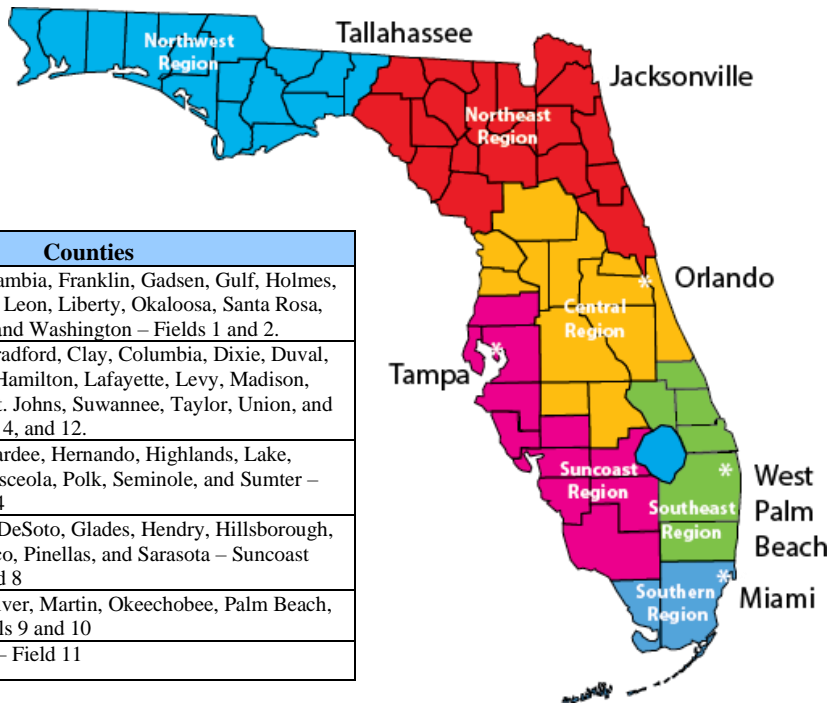 Tallahassee
Northwest
Region
Jacksonville
Northeast
Region
Orlando
Central
Region
Tampa
Suncoast
Region
West
Palm
Beach
Southeast
Region
Southern
Region
Miami
Counties
ambia, Franklin, Gadsen, Gulf, Holmes,
Leon, Liberty, Okaloosa, Santa Rosa,
and Washington – Fields 1 and 2.
radford, Clay, Columbia, Dixie, Duval,
Hamilton, Lafayette, Levy, Madison,
t. Johns, Suwannee, Taylor, Union, and
4, and 12.
ardee, Hernando, Highlands, Lake,
sceola, Polk, Seminole, and Sumter –
4
DeSoto, Glades, Hendry, Hillsborough,
co, Pinellas, and Sarasota – Suncoast
d 8
iver, Martin, Okeechobee, Palm Beach,
ls 9 and 10
– Field 11